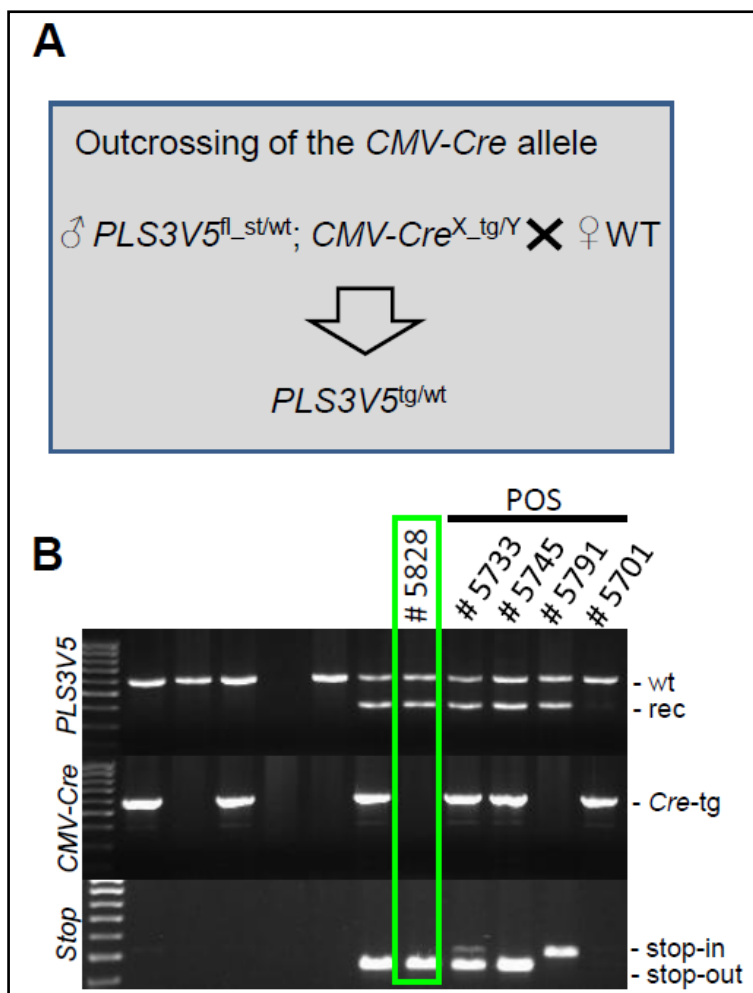 A
Outcrossing of the CMV-Cre allele
♂ PLS3V5fl_st/wt; CMV-CreX_tg/Y ✕ ♀ WT
PLS3V5tg/wt
B
POS
# 5828
# 5733
# 5745
# 5791
# 5701
PLS3V5
- wt
- rec
CMV-Cre
- Cre-tg
Stop
- stop-in
- stop-out